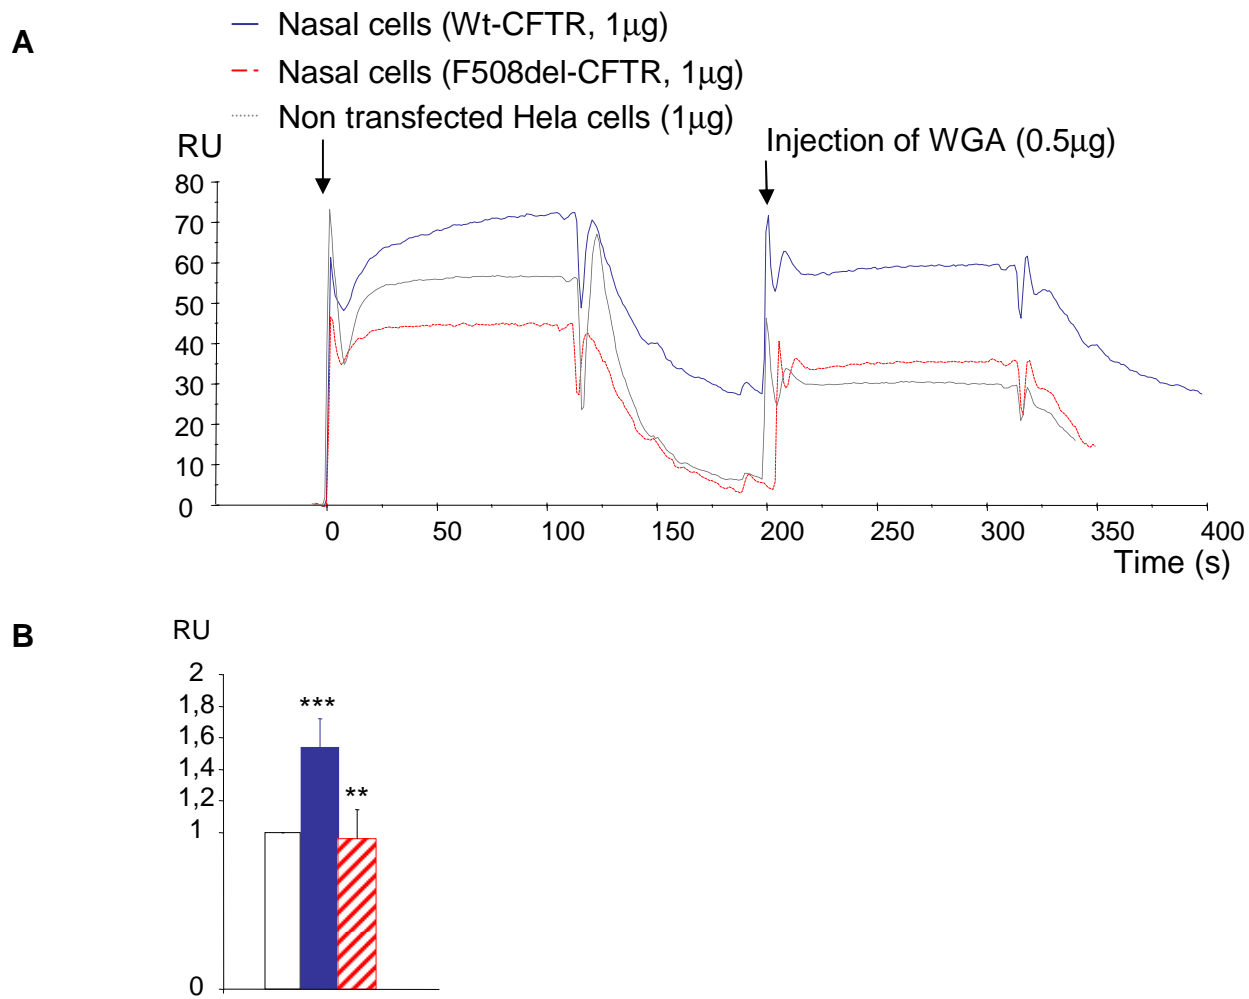 A
Nasal cells (Wt-CFTR, 1μg)
Nasal cells (F508del-CFTR, 1μg)
Non transfected Hela cells (1μg)
RU
Injection of WGA (0.5μg)
80
70
60
50
40
30
20
10
0
0 50 100 150 200 250 300 350 400
Time (s)
B
RU
2
1,8
1,6
1,4
1,2
1
0
***
**